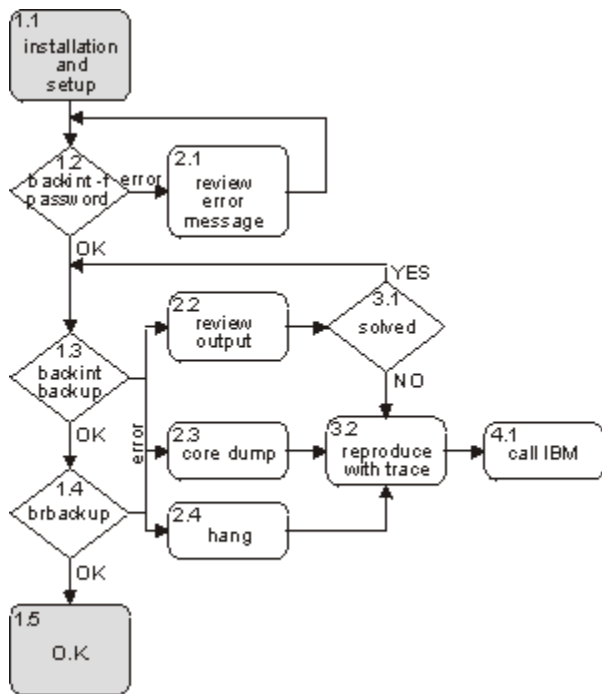 1.1
installation
and
setup
1.2
backint -f
password
error
2.1
review
error
message
OK
YES
2.2
review
output
3.1
solved
1.3
backint
backup
NO
OK
error
2.3
core dump
3.2
reproduce
with trace
4.1
call IBM
1.4
brbackup
2.4
hang
OK
1.5
O.K.